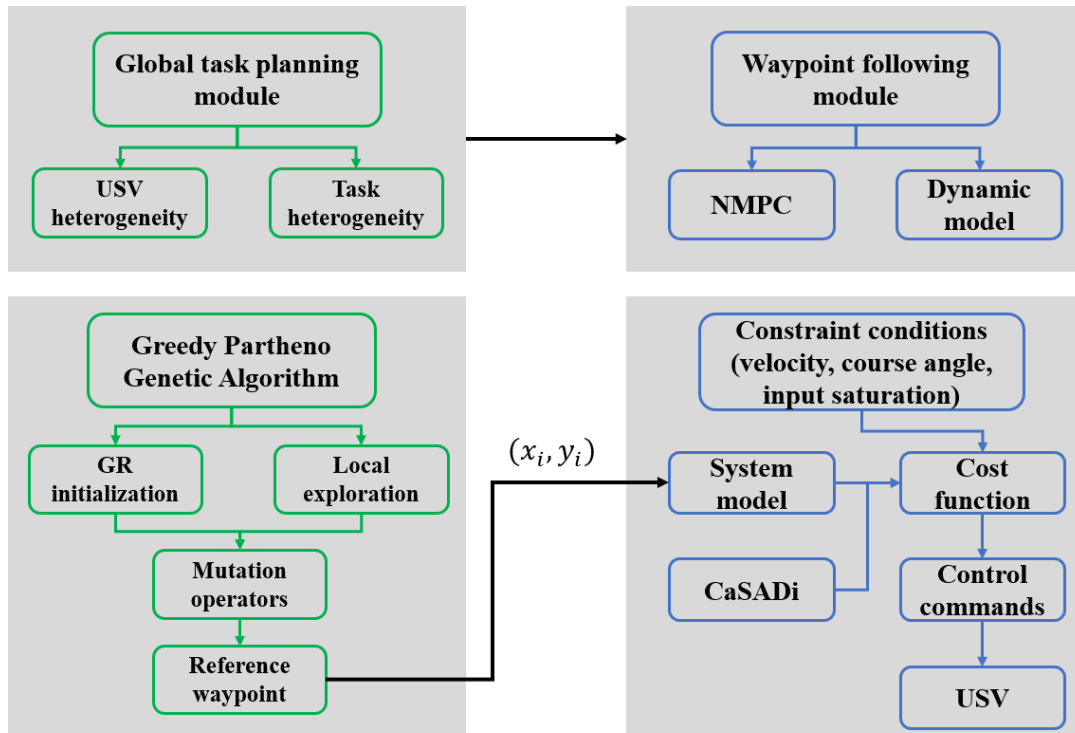 Global task planning
module
USV
heterogeneity
Task
heterogeneity
Waypoint following
module
NMPC
Dynamic
model
Greedy Partheno
Genetic Algorithm
GR
initialization
Local
exploration
Mutation
operators
Reference
waypoint
(x_i, y_i)
Constraint conditions
(velocity, course angle,
input saturation)
System
model
Cost
function
CaSADi
Control
commands
USV